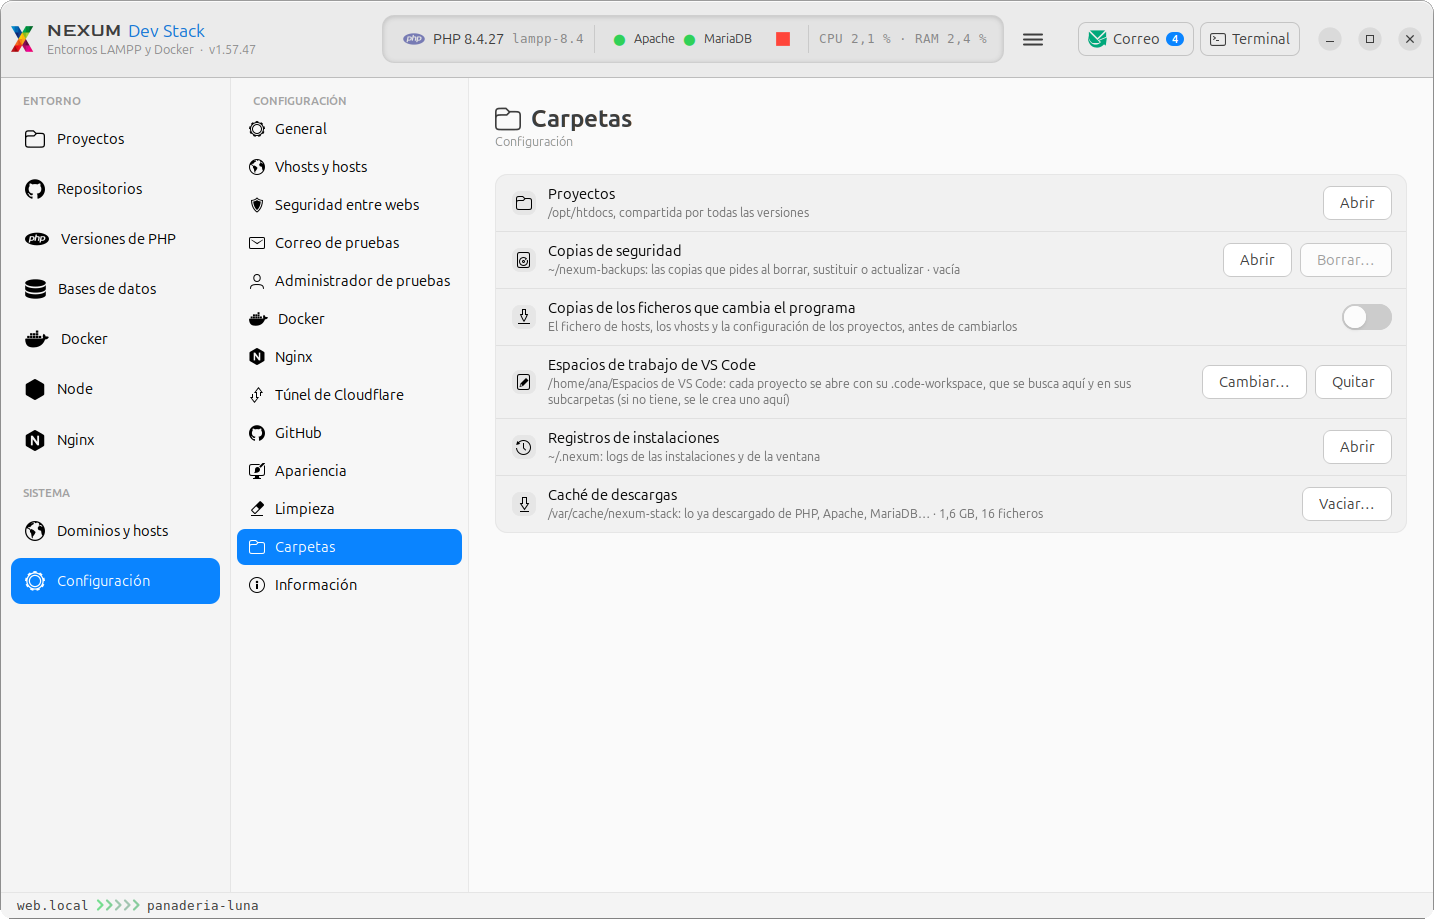 NEXUM Dev Stack
Entornos LAMPP y Docker · v1.57.47
php PHP 8.4.27 lampp-8.4
Apache MariaDB
CPU 2,1 % · RAM 2,4 %
Correo 4
Terminal
ENTORNO
Proyectos
Repositorios
php Versiones de PHP
Bases de datos
Docker
Node
N Nginx
SISTEMA
Dominios y hosts
Configuración
CONFIGURACIÓN
General
Vhosts y hosts
Seguridad entre webs
Correo de pruebas
Administrador de pruebas
Docker
N Nginx
Túnel de Cloudflare
GitHub
Apariencia
Limpieza
Carpetas
Información
Carpetas
Configuración
Proyectos
/opt/htdocs, compartida por todas las versiones
Abrir
Copias de seguridad
~/nexum-backups: las copias que pides al borrar, sustituir o actualizar · vacía
Abrir Borrar...
Copias de los ficheros que cambia el programa
El fichero de hosts, los vhosts y la configuración de los proyectos, antes de cambiarlos
Espacios de trabajo de VS Code
/home/ana/Espacios de VS Code: cada proyecto se abre con su .code-workspace, que se busca aquí y en sus
subcarpetas (si no tiene, se le crea uno aquí)
Cambiar... Quitar
Registros de instalaciones
~/.nexum: logs de las instalaciones y de la ventana
Abrir
Caché de descargas
/var/cache/nexum-stack: lo ya descargado de PHP, Apache, MariaDB... · 1,6 GB, 16 ficheros
Vaciar...
web.local panaderia-luna